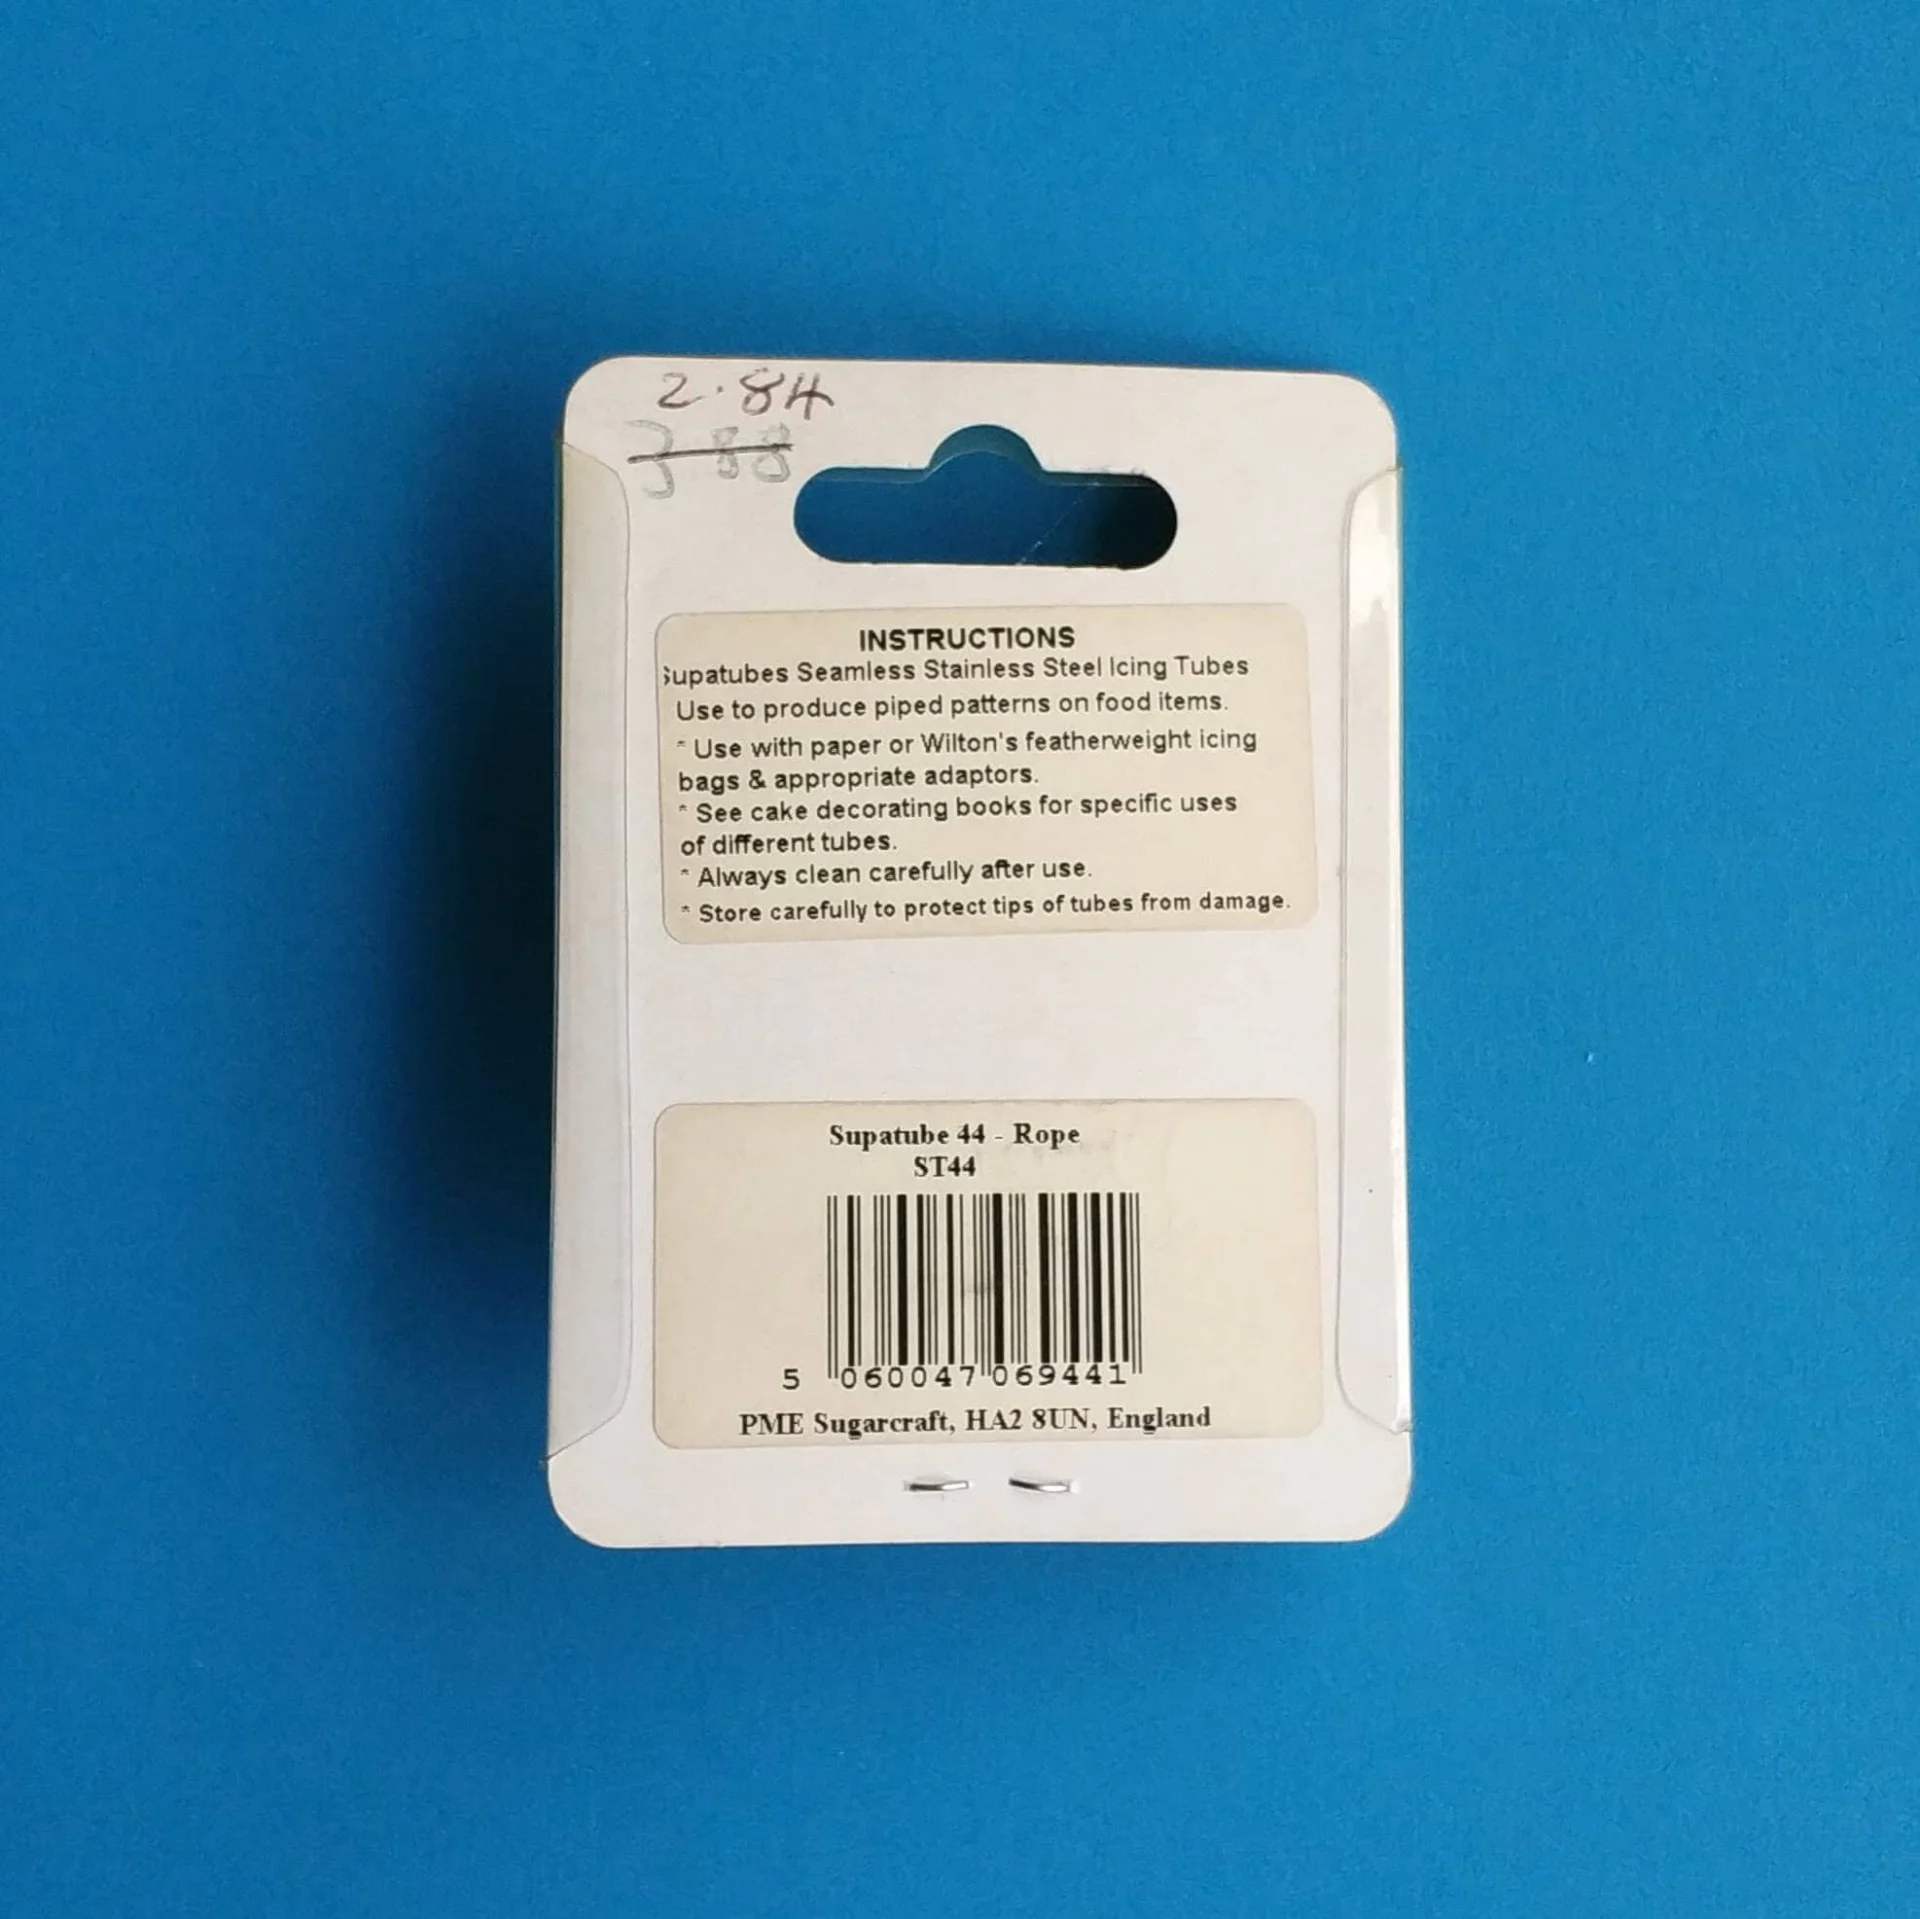 2.84
3 88
INSTRUCTIONS
Supatubes Seamless Stainless Steel Icing Tubes
Use to produce piped patterns on food items.
* Use with paper or Wilton's featherweight icing
bags & appropriate adaptors.
* See cake decorating books for specific uses
of different tubes.
* Always clean carefully after use.
* Store carefully to protect tips of tubes from damage.
Supatube 44 - Rope
ST44
5 060047 069441
PME Sugarcraft, HA2 8UN, England